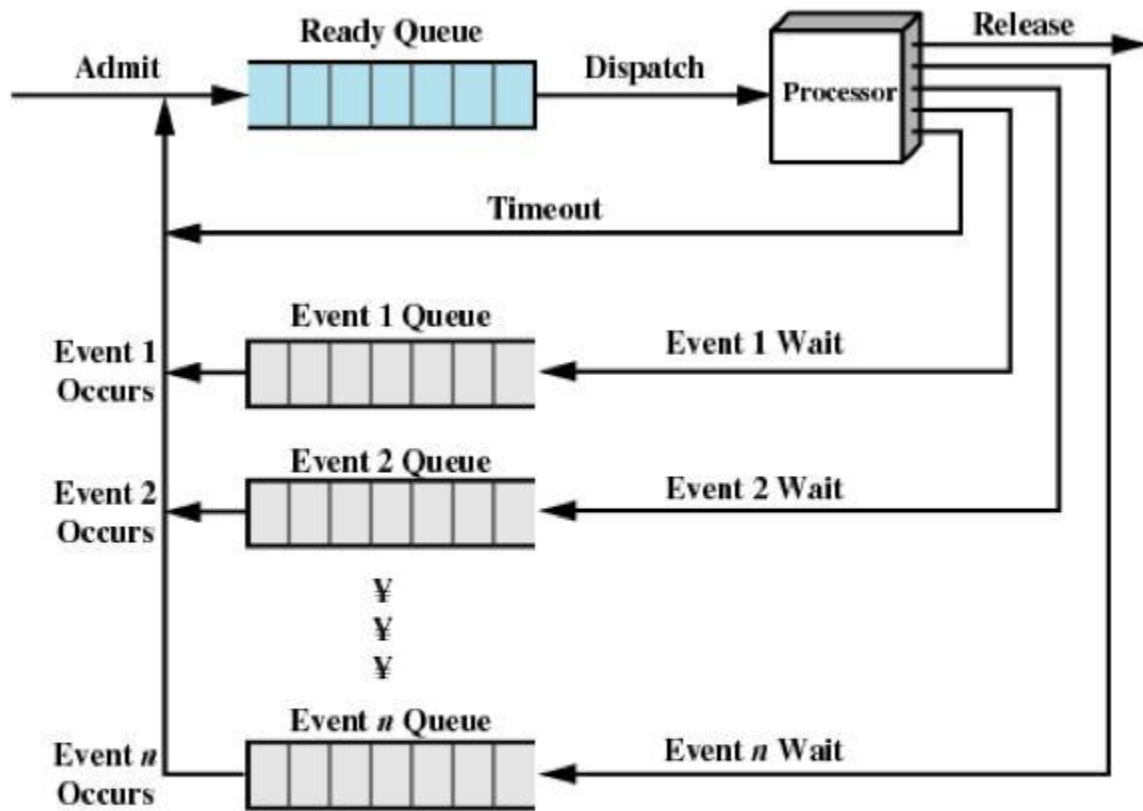 Ready Queue
Release
Admit
Dispatch
Processor
Timeout
Event 1 Queue
Event 1
Occurs
Event 1 Wait
Event 2 Queue
Event 2
Occurs
Event 2 Wait
¥
¥
¥
Event n Queue
Event n
Occurs
Event n Wait